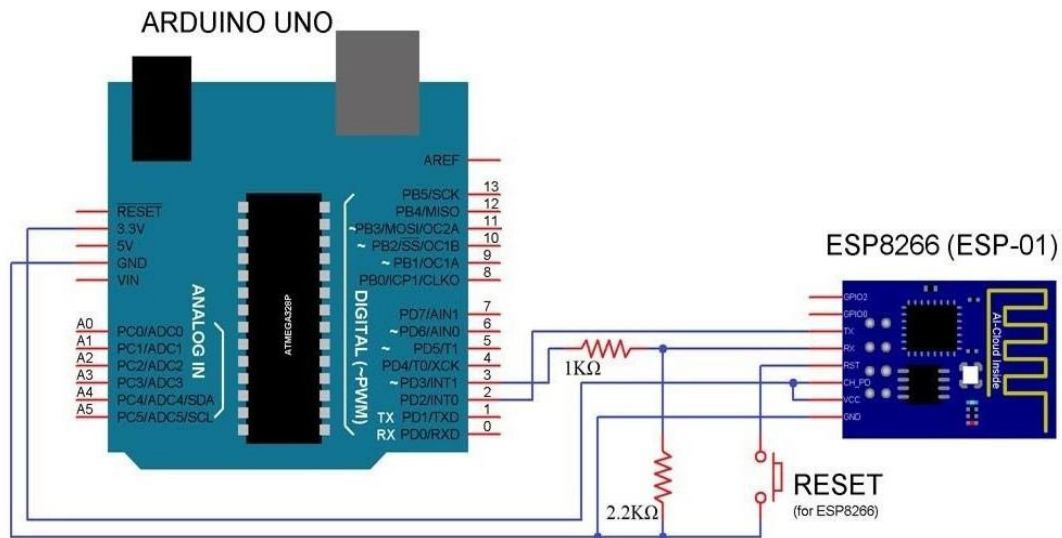 ARDUINO UNO
AREF
PB5/SCK 13
PB4/MISO 12
~PB3/MOSI/OC2A 11
~ PB2/SS/OC1B 10
~ PB1/OC1A 9
PB0/ICP1/CLKO 8
PD7/AIN1 7
~ PD6/AIN0 6
~ PD5/T1 5
PD4/T0/XCK 4
~ PD3/INT1 3
PD2/INT0 2
TX PD1/TXD 1
RX PD0/RXD 0
RESET
3.3V
5V
GND
VIN
A0 PC0/ADC0
A1 PC1/ADC1
A2 PC2/ADC2
A3 PC3/ADC3
A4 PC4/ADC4/SDA
A5 PC5/ADC5/SCL
ANALOG IN
ATMEGA328P
DIGITAL (~PWM)
1KΩ
2.2KΩ
ESP8266 (ESP-01)
GPIO2
GPIO0
TX
RX
RST
CH_PD
VCC
GND
AI-Cloud Inside
RESET
(for ESP8266)